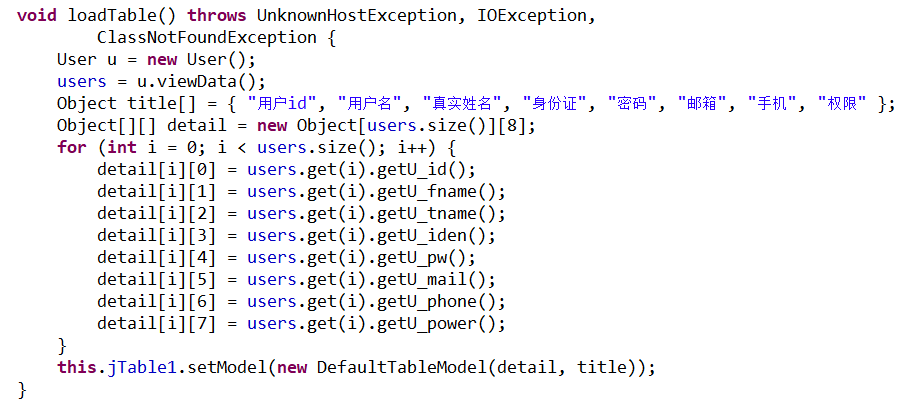 void loadTable() throws UnknownHostException, IOException,
        ClassNotFoundException {
    User u = new User();
    users = u.viewData();
    Object title[] = { "用户id", "用户名", "真实姓名", "身份证", "密码", "邮箱", "手机", "权限" };
    Object[][] detail = new Object[users.size()][8];
    for (int i = 0; i < users.size(); i++) {
        detail[i][0] = users.get(i).getU_id();
        detail[i][1] = users.get(i).getU_fname();
        detail[i][2] = users.get(i).getU_tname();
        detail[i][3] = users.get(i).getU_iden();
        detail[i][4] = users.get(i).getU_pw();
        detail[i][5] = users.get(i).getU_mail();
        detail[i][6] = users.get(i).getU_phone();
        detail[i][7] = users.get(i).getU_power();
    }
    this.jTable1.setModel(new DefaultTableModel(detail, title));
}